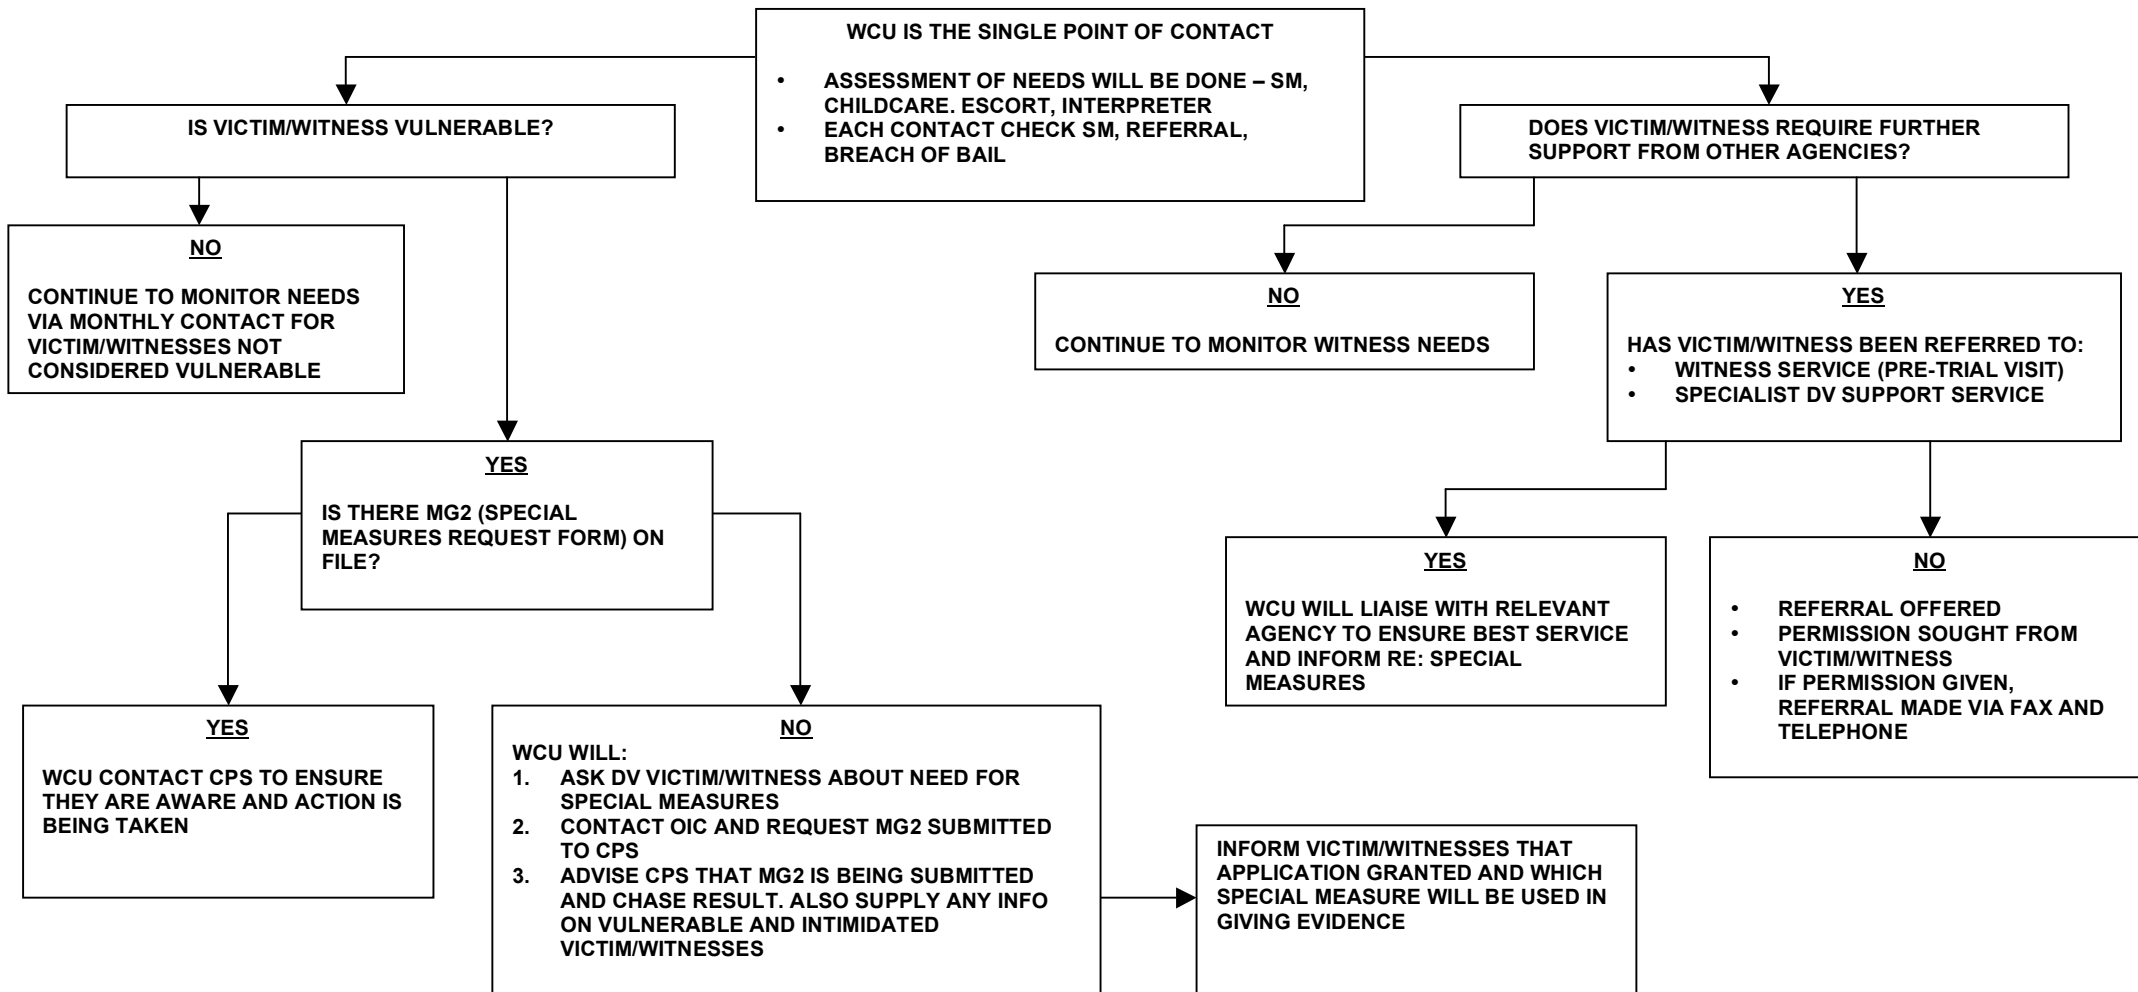 WCU IS THE SINGLE POINT OF CONTACT
• ASSESSMENT OF NEEDS WILL BE DONE – SM,
CHILDCARE. ESCORT, INTERPRETER
• EACH CONTACT CHECK SM, REFERRAL,
BREACH OF BAIL
IS VICTIM/WITNESS VULNERABLE?
DOES VICTIM/WITNESS REQUIRE FURTHER
SUPPORT FROM OTHER AGENCIES?
NO
CONTINUE TO MONITOR NEEDS
VIA MONTHLY CONTACT FOR
VICTIM/WITNESSES NOT
CONSIDERED VULNERABLE
NO
CONTINUE TO MONITOR WITNESS NEEDS
YES
HAS VICTIM/WITNESS BEEN REFERRED TO:
• WITNESS SERVICE (PRE-TRIAL VISIT)
• SPECIALIST DV SUPPORT SERVICE
YES
IS THERE MG2 (SPECIAL
MEASURES REQUEST FORM) ON
FILE?
YES
WCU WILL LIAISE WITH RELEVANT
AGENCY TO ENSURE BEST SERVICE
AND INFORM RE: SPECIAL
MEASURES
NO
• REFERRAL OFFERED
• PERMISSION SOUGHT FROM
VICTIM/WITNESS
• IF PERMISSION GIVEN,
REFERRAL MADE VIA FAX AND
TELEPHONE
YES
WCU CONTACT CPS TO ENSURE
THEY ARE AWARE AND ACTION IS
BEING TAKEN
NO
WCU WILL:
1. ASK DV VICTIM/WITNESS ABOUT NEED FOR
SPECIAL MEASURES
2. CONTACT OIC AND REQUEST MG2 SUBMITTED
TO CPS
3. ADVISE CPS THAT MG2 IS BEING SUBMITTED
AND CHASE RESULT. ALSO SUPPLY ANY INFO
ON VULNERABLE AND INTIMIDATED
VICTIM/WITNESSES
INFORM VICTIM/WITNESSES THAT
APPLICATION GRANTED AND WHICH
SPECIAL MEASURE WILL BE USED IN
GIVING EVIDENCE